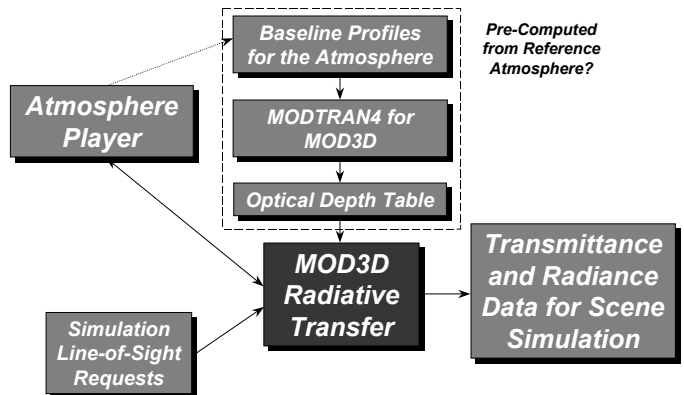 Baseline Profiles
for the Atmosphere
Pre-Computed
from Reference
Atmosphere?
Atmosphere
Player
MODTRAN4 for
MOD3D
Optical Depth Table
MOD3D
Radiative
Transfer
Transmittance
and Radiance
Data for Scene
Simulation
Simulation
Line-of-Sight
Requests